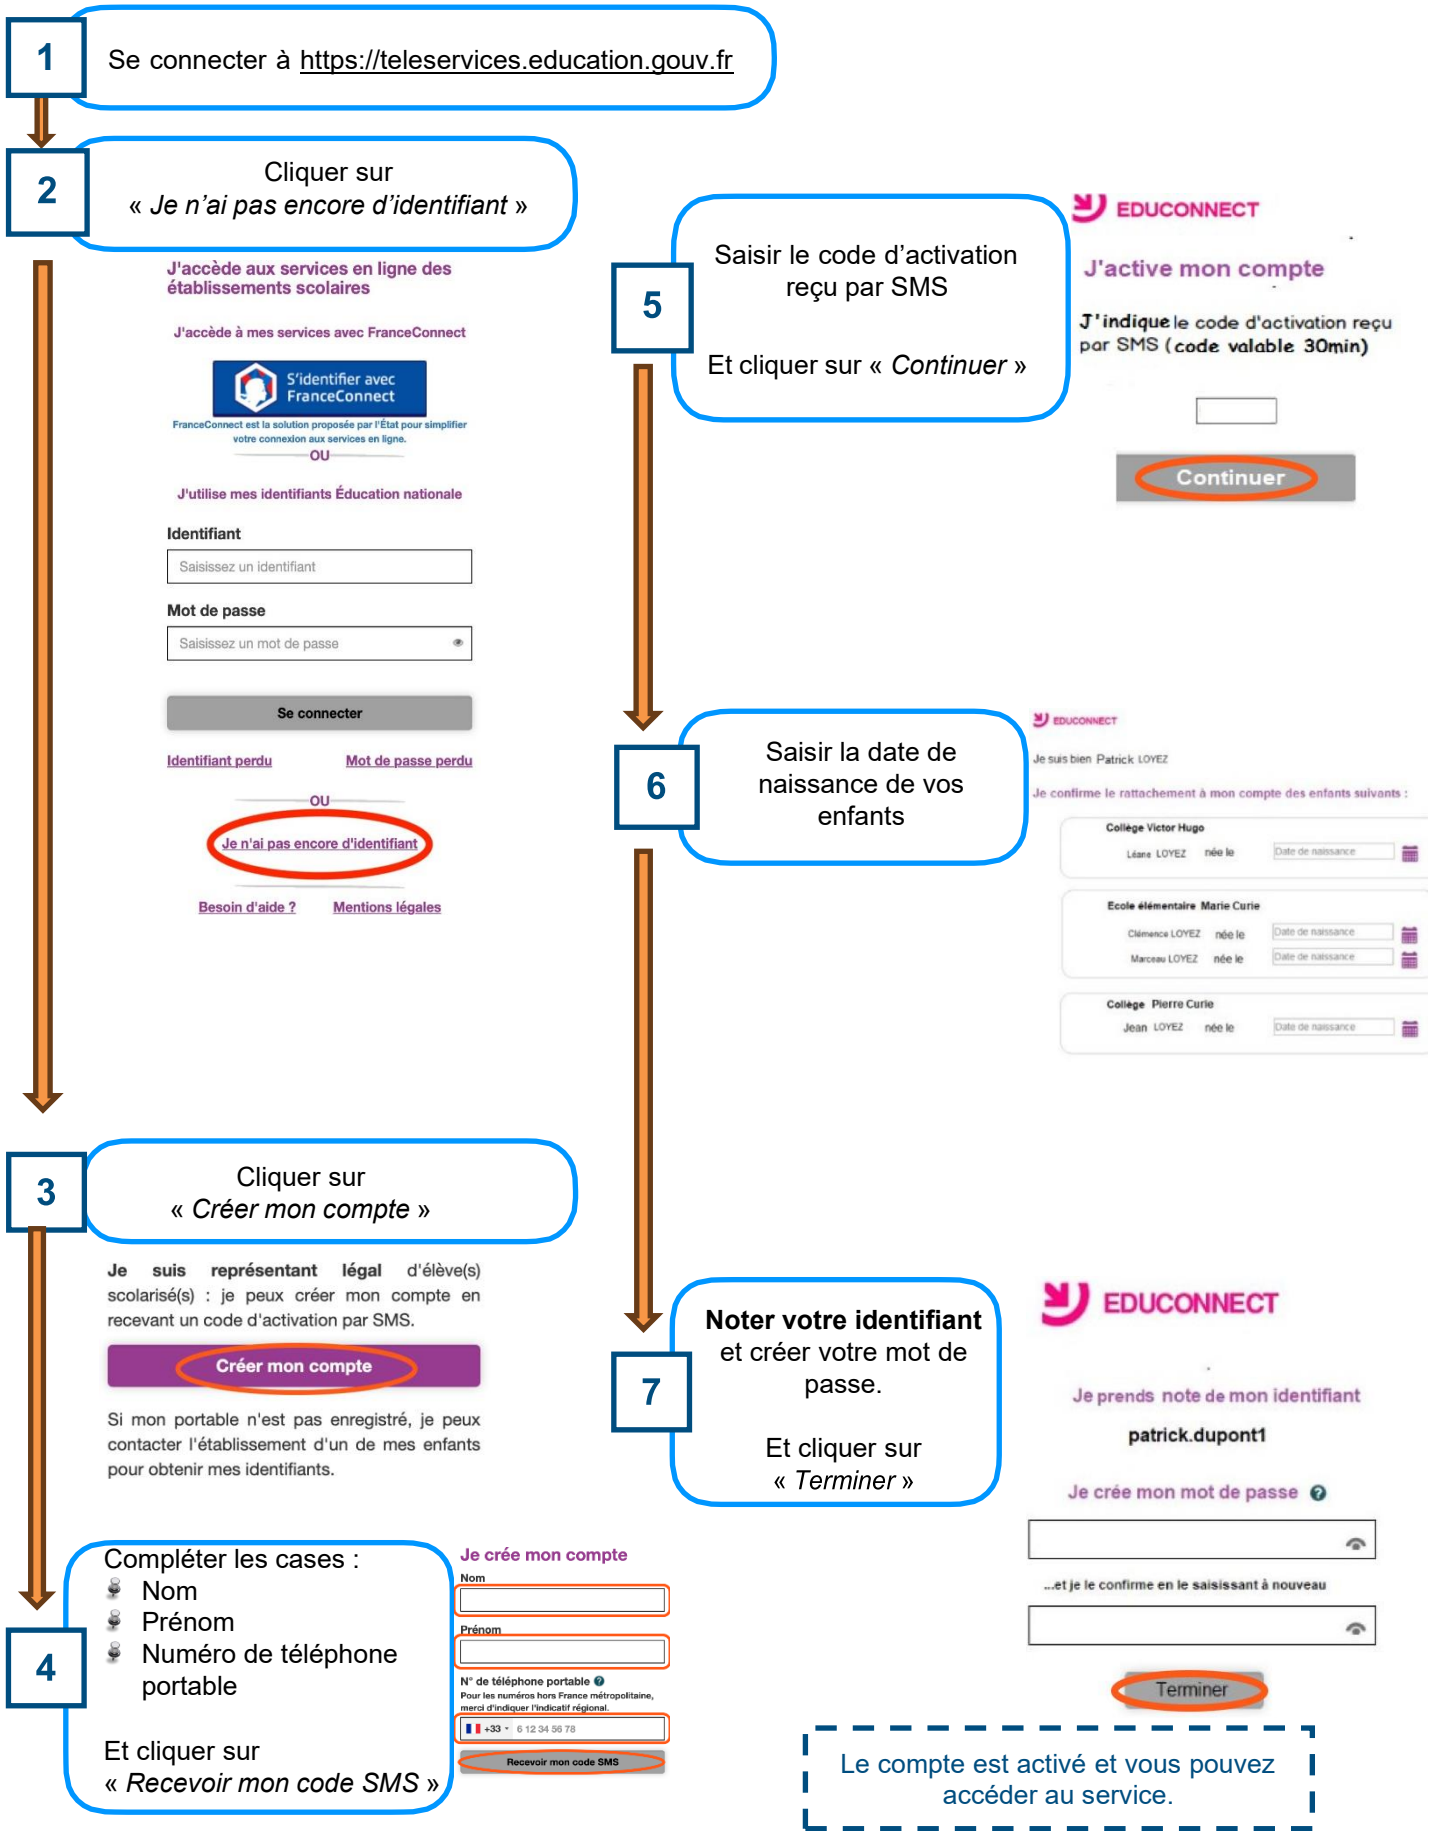 1
Se connecter à https://teleservices.education.gouv.fr
2
Cliquer sur
« Je n’ai pas encore d’identifiant »
J'accède aux services en ligne des
établissements scolaires
J'accède à mes services avec FranceConnect
S'identifier avec
FranceConnect
FranceConnect est la solution proposée par l'État pour simplifier
votre connexion aux services en ligne.
OU
J'utilise mes identifiants Éducation nationale
Identifiant
Saisissez un identifiant
Mot de passe
Saisissez un mot de passe
Se connecter
Identifiant perdu Mot de passe perdu
OU
Je n'ai pas encore d'identifiant
Besoin d'aide ? Mentions légales
3
Cliquer sur
« Créer mon compte »
Je suis représentant légal d'élève(s)
scolarisé(s) : je peux créer mon compte en
recevant un code d'activation par SMS.
Créer mon compte
Si mon portable n'est pas enregistré, je peux
contacter l'établissement d'un de mes enfants
pour obtenir mes identifiants.
4
Compléter les cases :
Nom
Prénom
Numéro de téléphone
portable
Et cliquer sur
« Recevoir mon code SMS »
Je crée mon compte
Nom
Prénom
N° de téléphone portable ?
Pour les numéros hors France métropolitaine,
merci d'indiquer l'indicatif régional.
+33 6 12 34 56 78
Recevoir mon code SMS
5
Saisir le code d’activation
reçu par SMS
Et cliquer sur « Continuer »
EDUCONNECT
J'active mon compte
J'indique le code d'activation reçu
par SMS (code valable 30min)
Continuer
6
Saisir la date de
naissance de vos
enfants
EDUCONNECT
Je suis bien Patrick LOYEZ
Je confirme le rattachement à mon compte des enfants suivants :
Collège Victor Hugo
Léane LOYEZ née le Date de naissance
Ecole élémentaire Marie Curie
Clémence LOYEZ née le Date de naissance
Marceau LOYEZ née le Date de naissance
Collège Pierre Curie
Jean LOYEZ née le Date de naissance
7
Noter votre identifiant
et créer votre mot de
passe.
Et cliquer sur
« Terminer »
EDUCONNECT
Je prends note de mon identifiant
patrick.dupont1
Je crée mon mot de passe ?
...et je le confirme en le saisissant à nouveau
Terminer
Le compte est activé et vous pouvez
accéder au service.